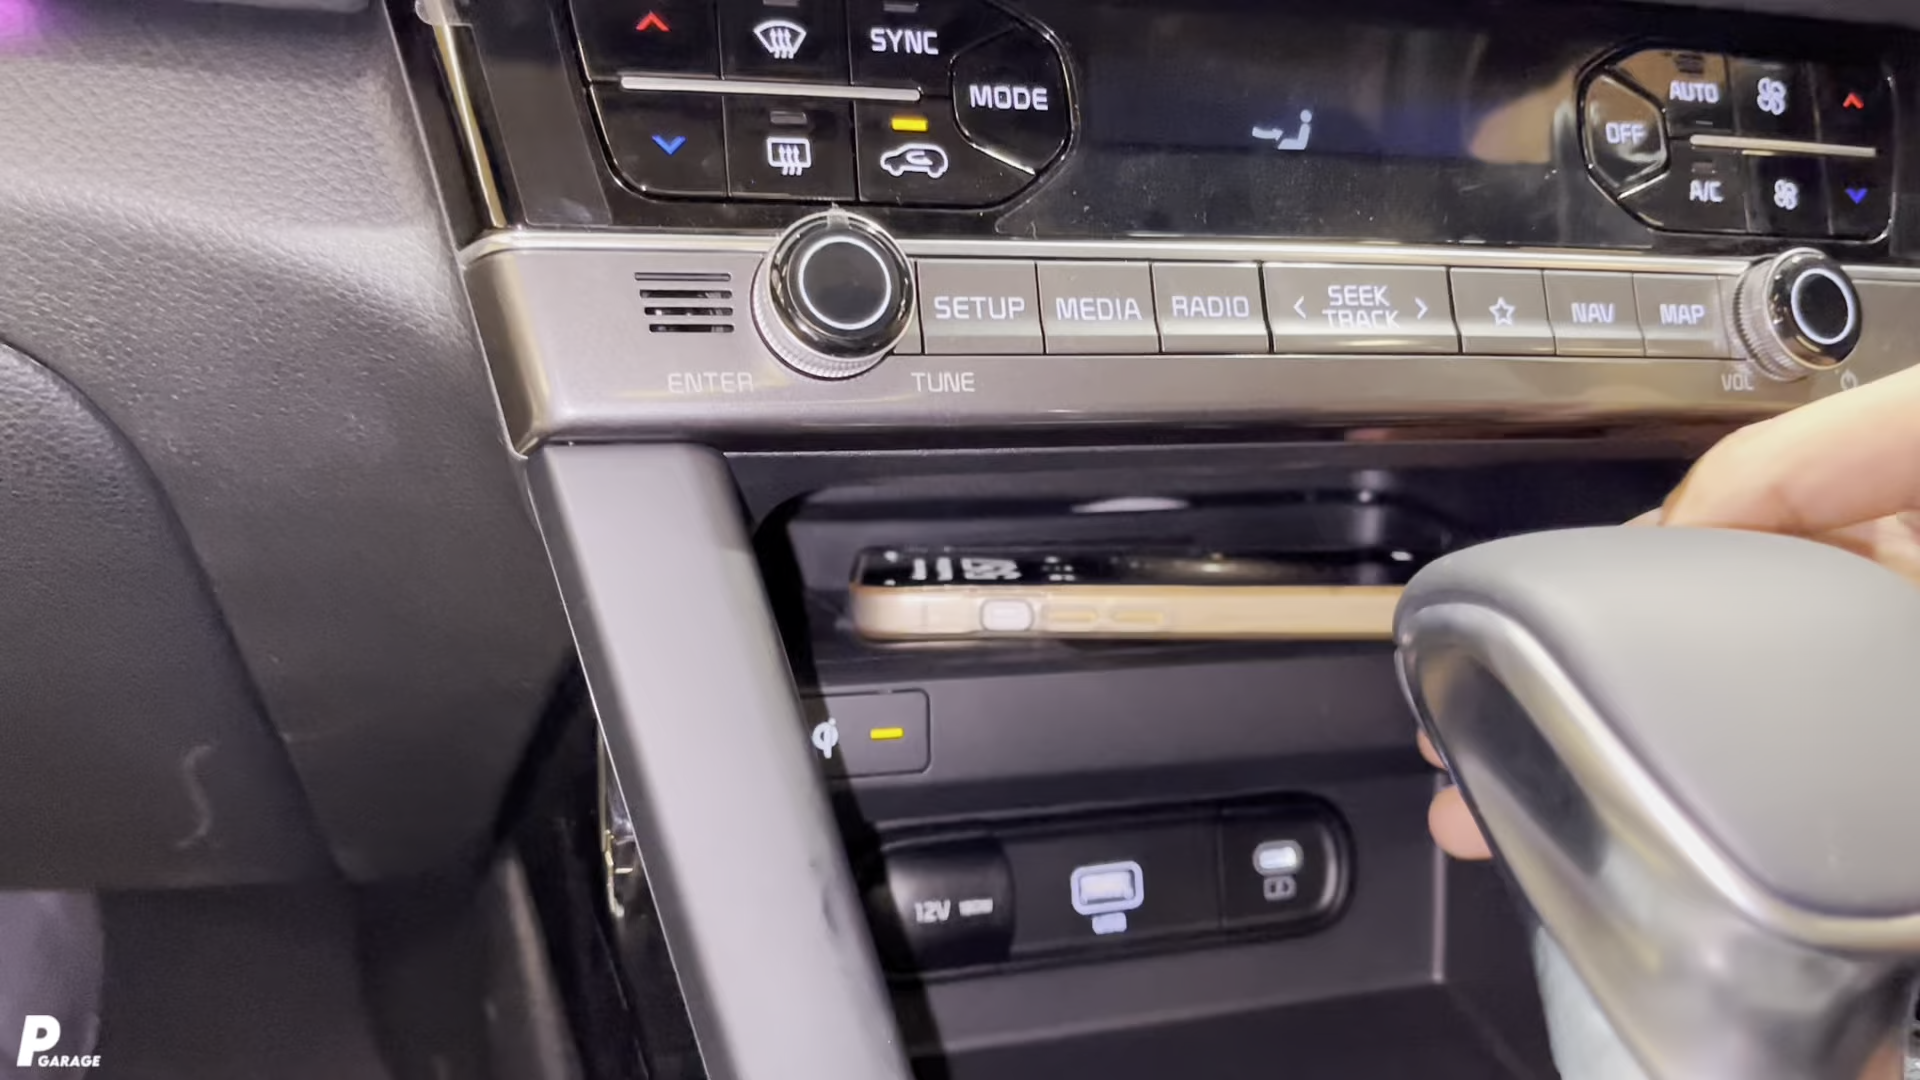 SYNC
MODE
AUTO
OFF
A/C
SETUP
MEDIA
RADIO
SEEK
TRACK
NAV
MAP
ENTER
TUNE
VOL
12V
P
GARAGE